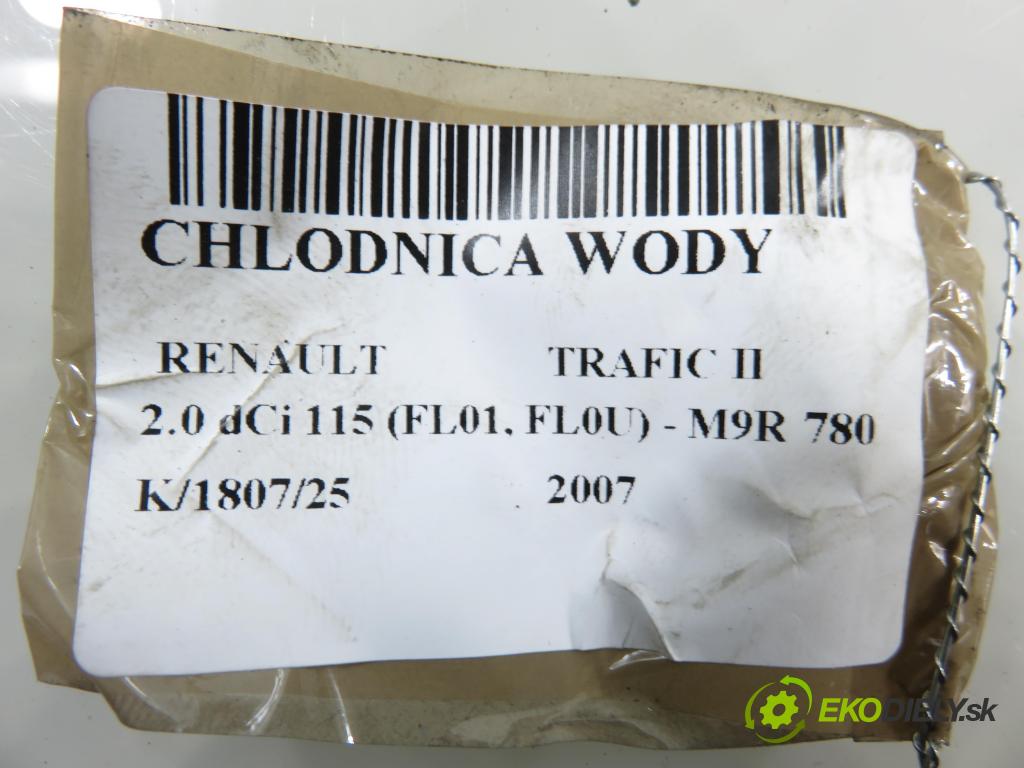 CHLODNICA WODY
RENAULT TRAFIC II
2.0 dCi 115 (FL01, FL0U) - M9R 780
K/1807/25 2007
EKODIELY.sk